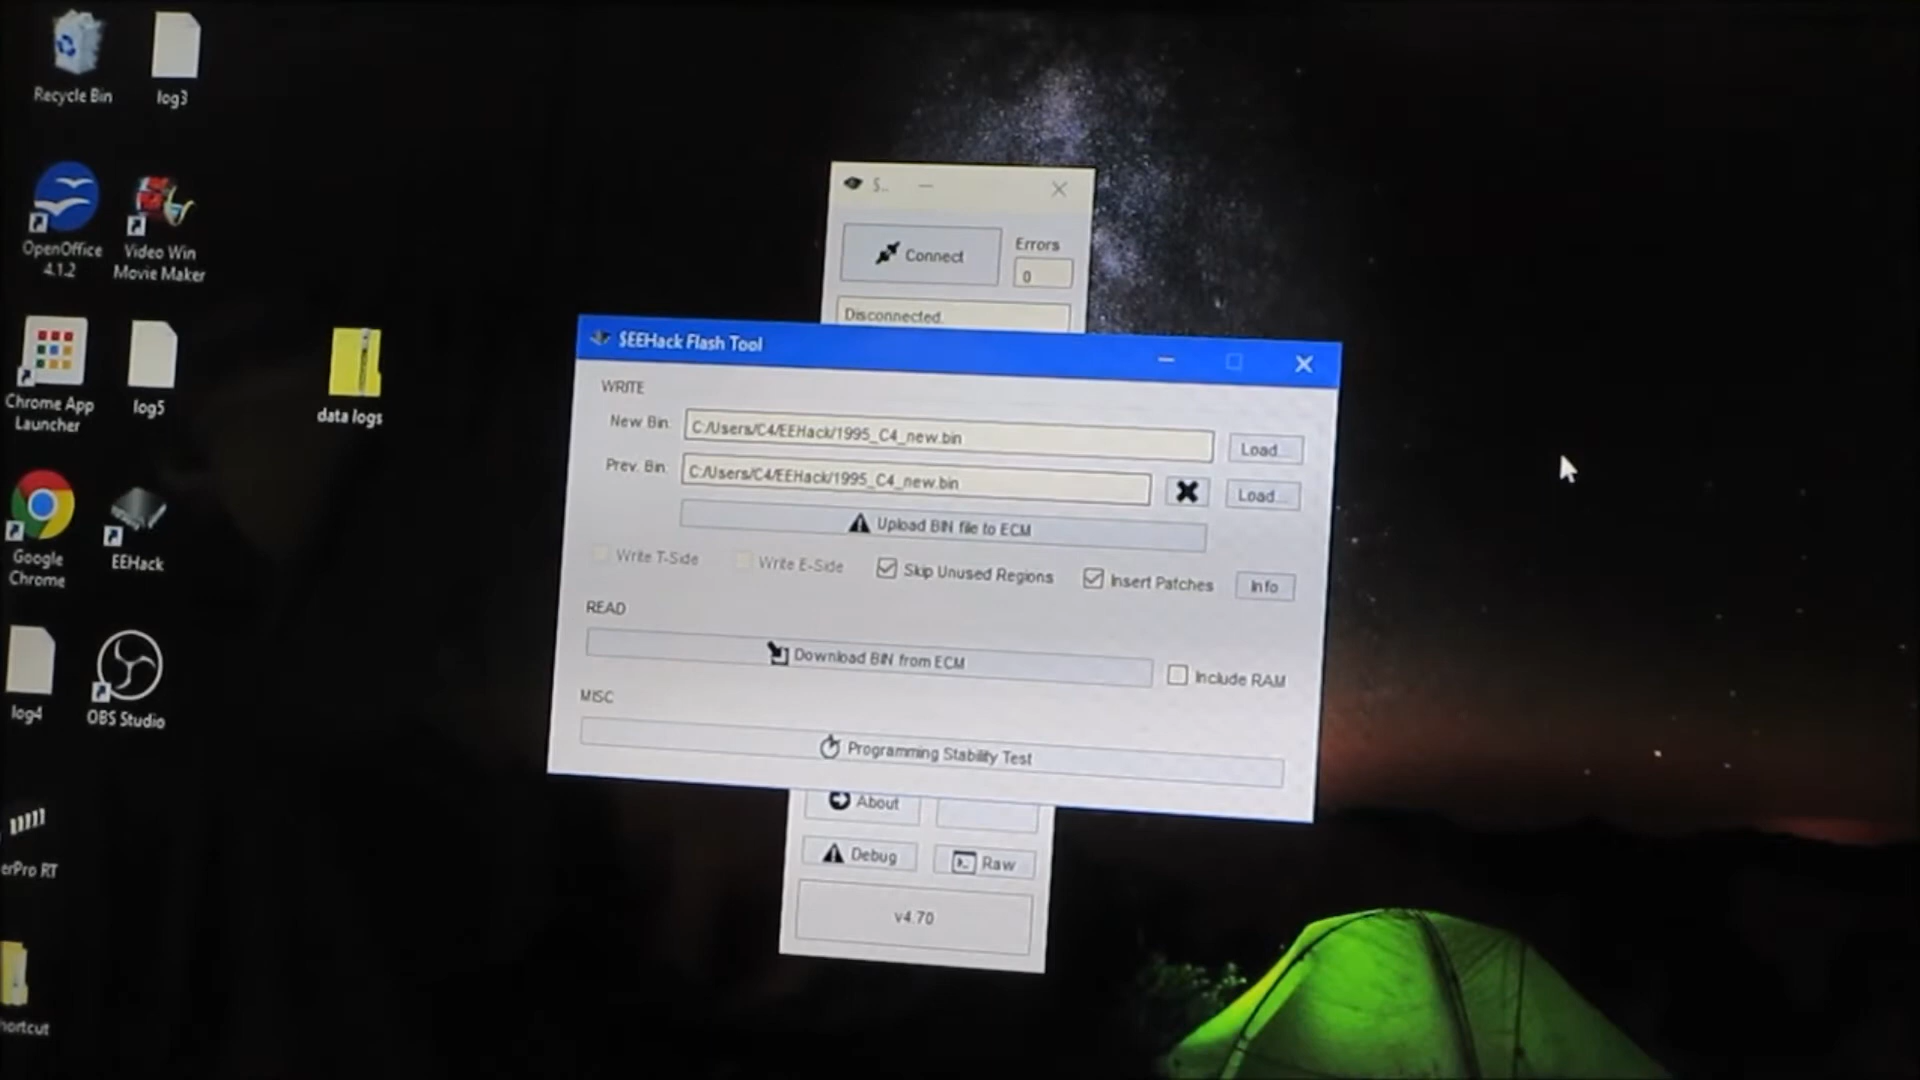 Recycle Bin
log3
OpenOffice
4.1.2
Video Win
Movie Maker
Chrome App
Launcher
log5
data logs
Google
Chrome
EEHack
log4
OBS Studio
erPro RT
hortcut
S..
Connect
Errors
0
Disconnected.
$EEHack Flash Tool
WRITE
New Bin:
C:/Users/C4/EEHack/1995_C4_new.bin
Load...
Prev. Bin:
C:/Users/C4/EEHack/1995_C4_new.bin
Load...
Upload BIN file to ECM
Write T-Side
Write E-Side
Skip Unused Regions
Insert Patches
Info
READ
Download BIN from ECM
Include RAM
MISC
Programming Stability Test
About
Debug
Raw
v4.70